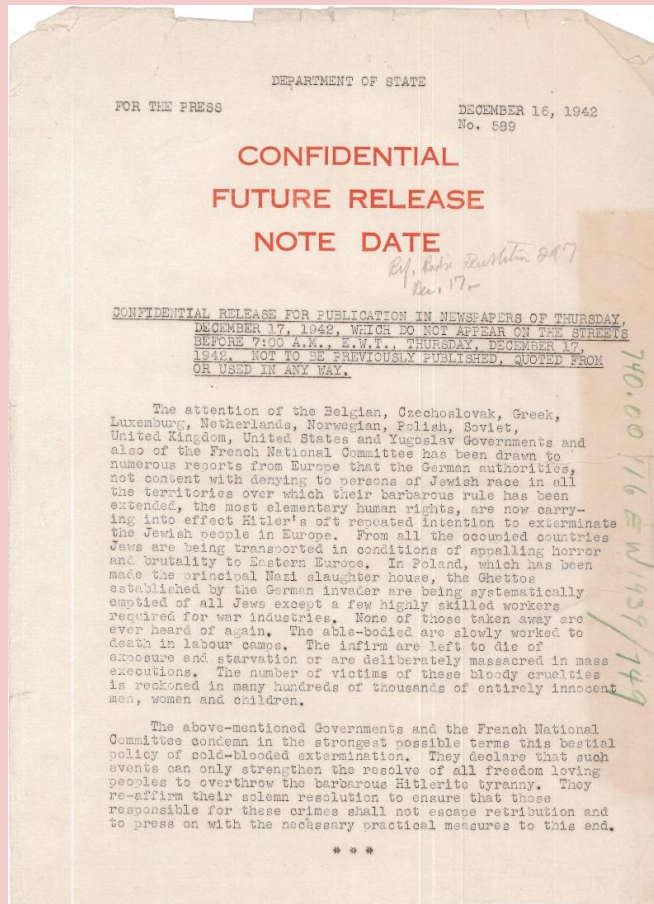 DEPARTMENT OF STATE
FOR THE PRESS
DECEMBER 16, 1942
No. 589
CONFIDENTIAL
FUTURE RELEASE
NOTE DATE
Dec. 17
CONFIDENTIAL RELEASE FOR PUBLICATION IN NEWSPAPERS OF THURSDAY,
DECEMBER 17, 1942, WHICH DO NOT APPEAR ON THE STREETS
BEFORE 7:00 A.M., E.W.T., THURSDAY, DECEMBER 17,
1942. NOT TO BE PREVIOUSLY PUBLISHED, QUOTED FROM
OR USED IN ANY WAY.
The attention of the Belgian, Czechoslovak, Greek,
Luxemburg, Netherlands, Norwegian, Polish, Soviet,
United Kingdom, United States and Yugoslav Governments and
also of the French National Committee has been drawn to
numerous reports from Europe that the German authorities,
not content with denying to persons of Jewish race in all
the territories over which their barbarous rule has been
extended, the most elementary human rights, are now carry-
ing into effect Hitler's oft repeated intention to exterminate
the Jewish people in Europe. From all the occupied countries
Jews are being transported in conditions of appalling horror
and brutality to Eastern Europe. In Poland, which has been
made the principal Nazi slaughter house, the Ghettos
established by the German invader are being systematically
emptied of all Jews except a few highly skilled workers
required for war industries. None of those taken away are
ever heard of again. The able-bodied are slowly worked to
death in labour camps. The infirm are left to die of
exposure and starvation or are deliberately massacred in mass
executions. The number of victims of these bloody cruelties
is reckoned in many hundreds of thousands of entirely innocent
men, women and children.
The above-mentioned Governments and the French National
Committee condemn in the strongest possible terms this bestial
policy of cold-blooded extermination. They declare that such
events can only strengthen the resolve of all freedom loving
peoples to overthrow the barbarous Hitlerite tyranny. They
re-affirm their solemn resolution to ensure that those
responsible for these crimes shall not escape retribution and
to press on with the necessary practical measures to this end.
* * *
740.00116 EW 1939/749